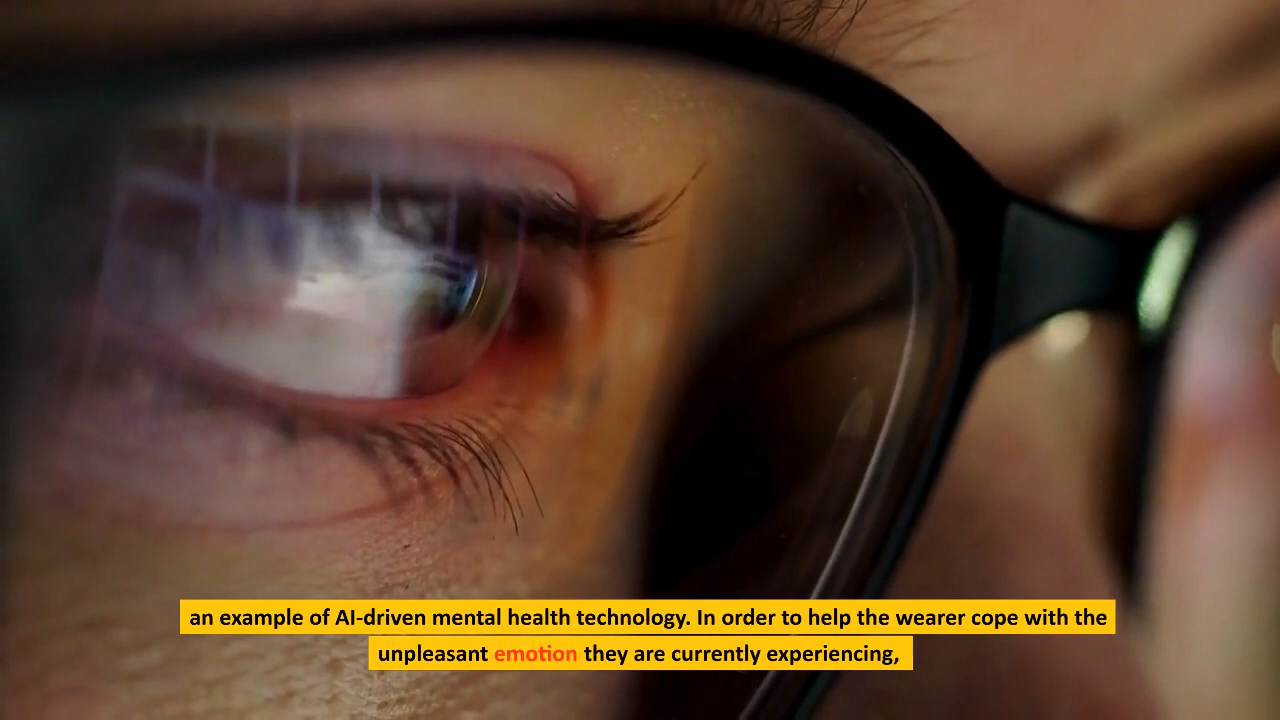 an example of AI-driven mental health technology. In order to help the wearer cope with the
unpleasant emotion they are currently experiencing,